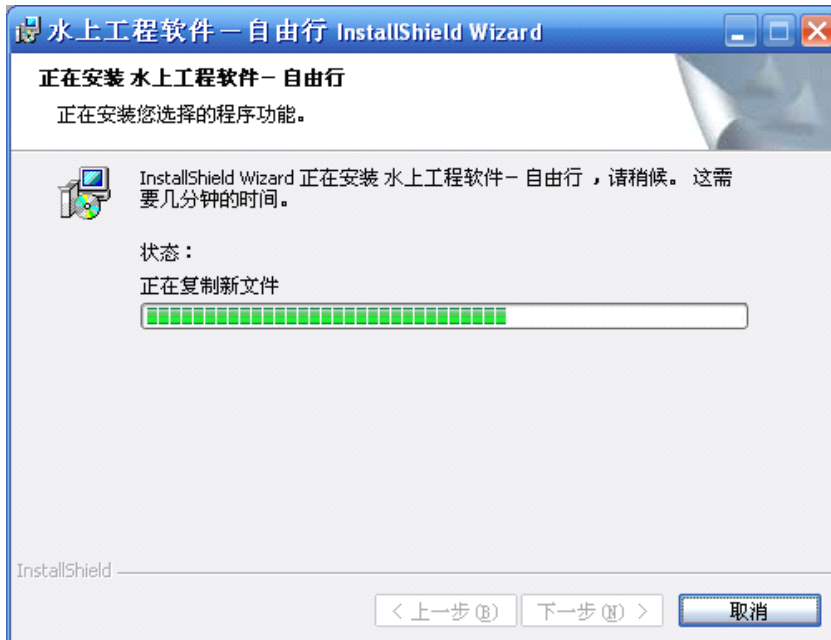 水上工程软件－自由行 InstallShield Wizard
正在安装 水上工程软件－自由行
正在安装您选择的程序功能。
InstallShield Wizard 正在安装 水上工程软件－自由行 ，请稍候。 这需
要几分钟的时间。
状态：
正在复制新文件
InstallShield
< 上一步(B) 下一步(N) > 取消